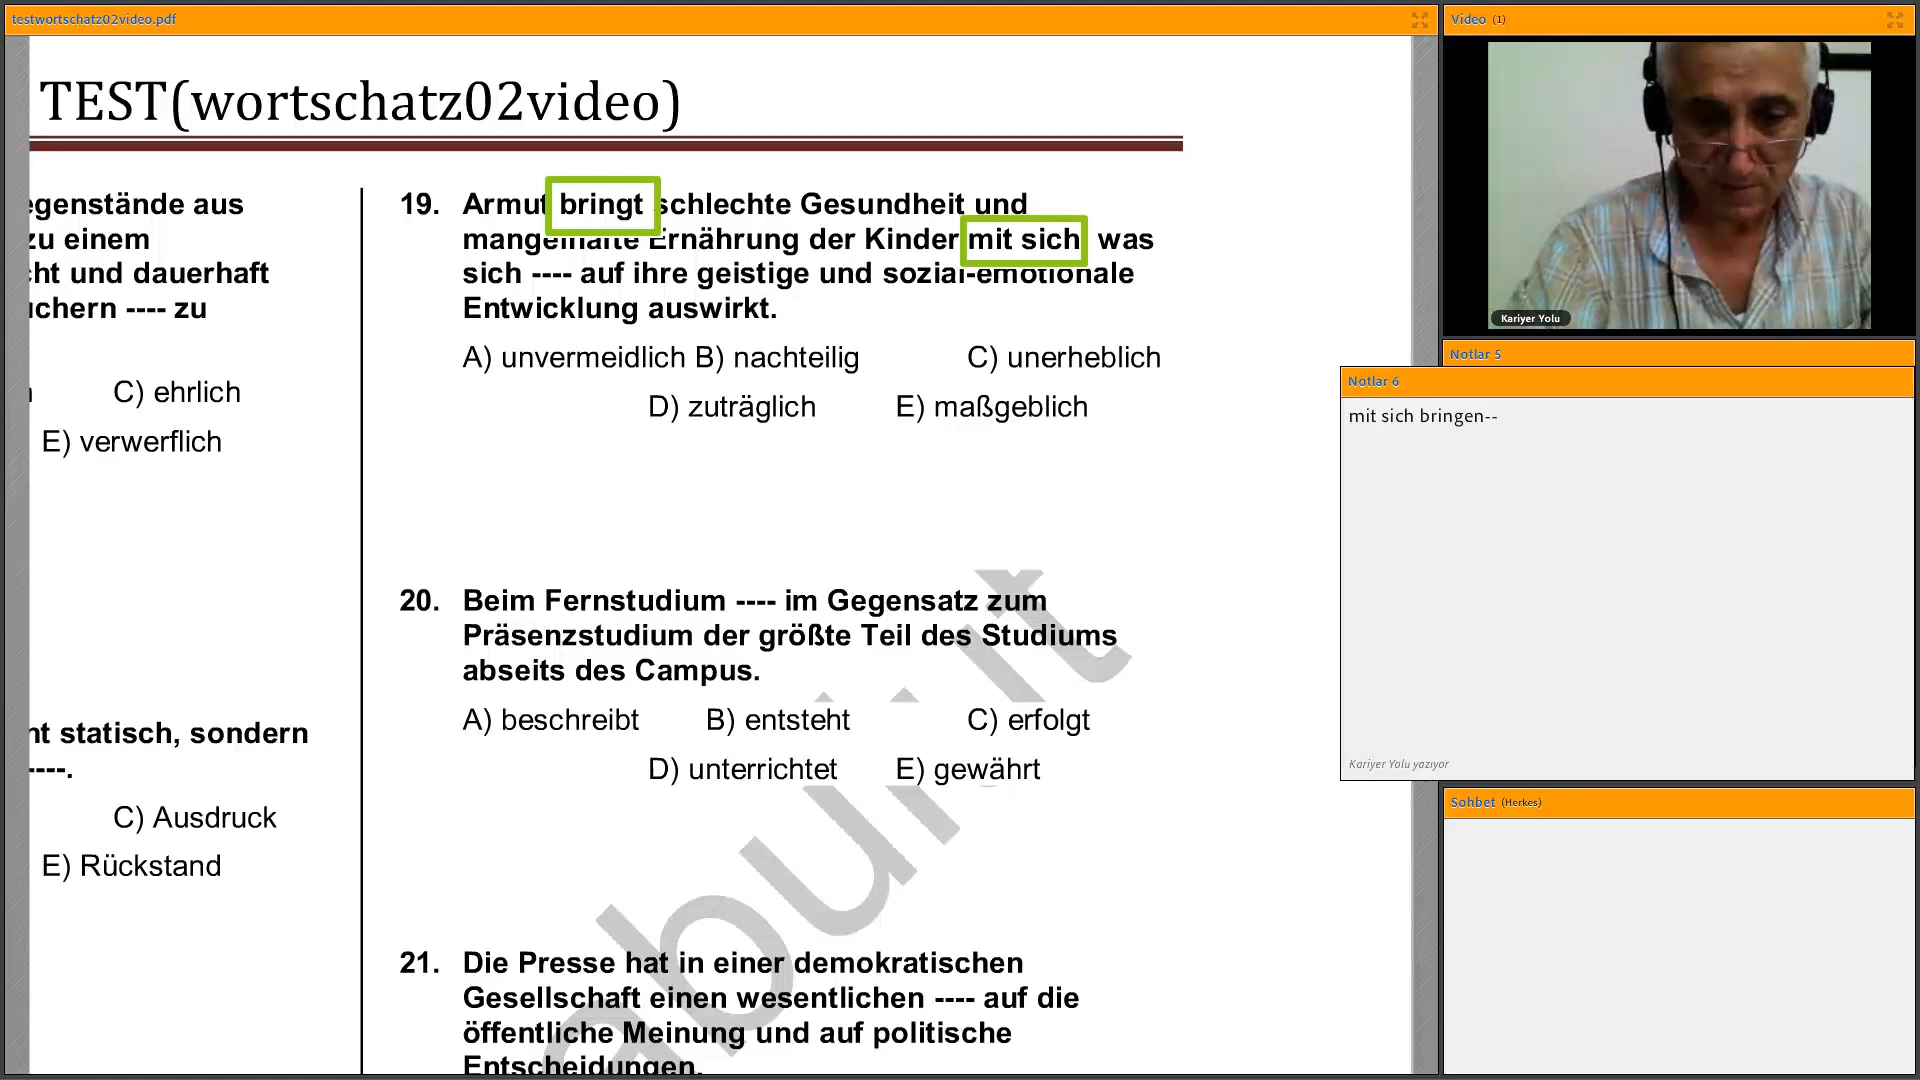 testwortschatz02video.pdf
TEST(wortschatz02video)
egenstände aus
zu einem
cht und dauerhaft
uchern ---- zu
C) ehrlich
E) verwerflich
nt statisch, sondern
----.
C) Ausdruck
E) Rückstand
19. Armut bringt schlechte Gesundheit und
mangelhafte Ernährung der Kinder mit sich was
sich ---- auf ihre geistige und sozial-emotionale
Entwicklung auswirkt.
A) unvermeidlich B) nachteilig C) unerheblich
D) zuträglich E) maßgeblich
20. Beim Fernstudium ---- im Gegensatz zum
Präsenzstudium der größte Teil des Studiums
abseits des Campus.
A) beschreibt B) entsteht C) erfolgt
D) unterrichtet E) gewährt
21. Die Presse hat in einer demokratischen
Gesellschaft einen wesentlichen ---- auf die
öffentliche Meinung und auf politische
Entscheidungen.
Video (1)
Kariyer Yolu
Notlar 5
Notlar 6
mit sich bringen--
Kariyer Yolu yazıyor
Sohbet (Herkes)